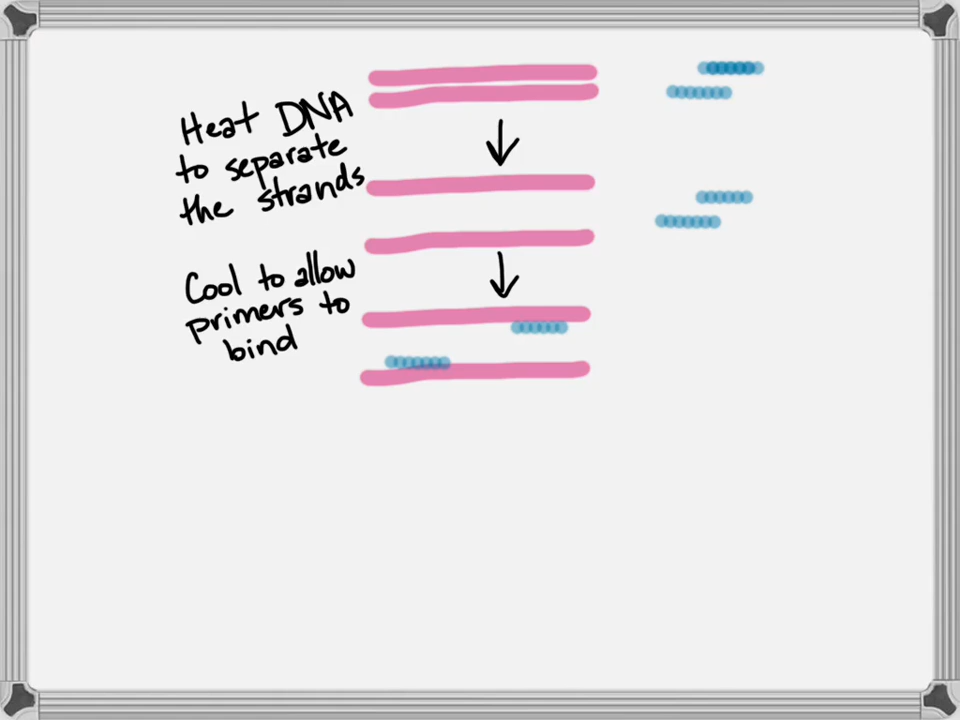 Heat DNA
to separate
the strands
Cool to allow
primers to
bind